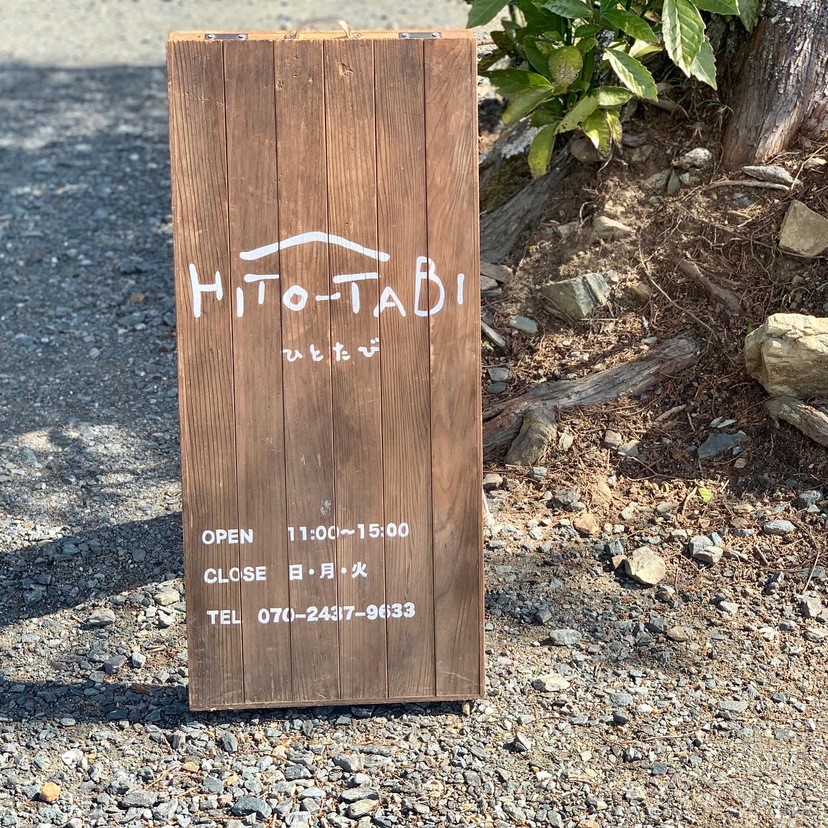 HITO-TABI
ひとたび
OPEN 11:00~15:00
CLOSE 日・月・火
TEL 070-2437-9633